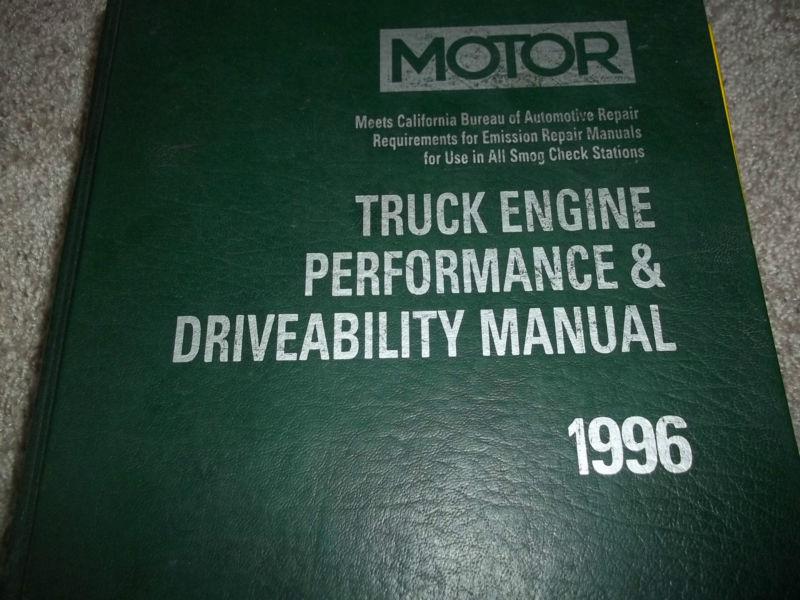 MOTOR
Meets California Bureau of Automotive Repair
Requirements for Emission Repair Manuals
for Use in All Smog Check Stations
TRUCK ENGINE
PERFORMANCE &
DRIVEABILITY MANUAL
1996